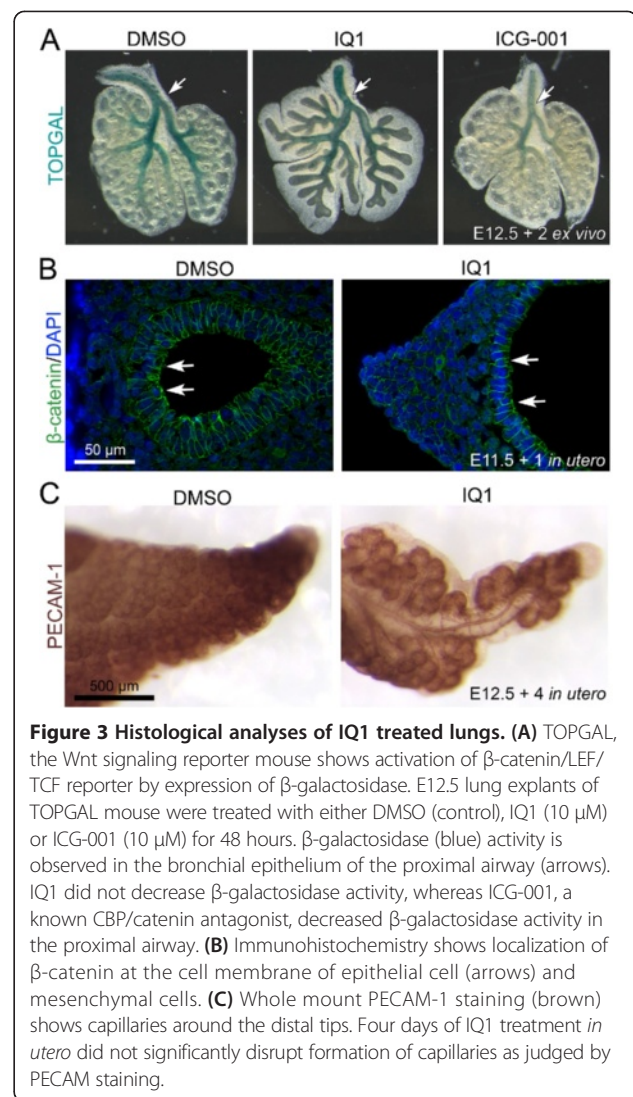 A
DMSO
IQ1
ICG-001
TOPGAL
E12.5 + 2 ex vivo
B
DMSO
IQ1
β-catenin/DAPI
50 µm
E11.5 + 1 in utero
C
DMSO
IQ1
PECAM-1
500 µm
E12.5 + 4 in utero
Figure 3 Histological analyses of IQ1 treated lungs. (A) TOPGAL,
the Wnt signaling reporter mouse shows activation of β-catenin/LEF/
TCF reporter by expression of β-galactosidase. E12.5 lung explants of
TOPGAL mouse were treated with either DMSO (control), IQ1 (10 µM)
or ICG-001 (10 µM) for 48 hours. β-galactosidase (blue) activity is
observed in the bronchial epithelium of the proximal airway (arrows).
IQ1 did not decrease β-galactosidase activity, whereas ICG-001, a
known CBP/catenin antagonist, decreased β-galactosidase activity in
the proximal airway. (B) Immunohistochemistry shows localization of
β-catenin at the cell membrane of epithelial cell (arrows) and
mesenchymal cells. (C) Whole mount PECAM-1 staining (brown)
shows capillaries around the distal tips. Four days of IQ1 treatment in
utero did not significantly disrupt formation of capillaries as judged by
PECAM staining.